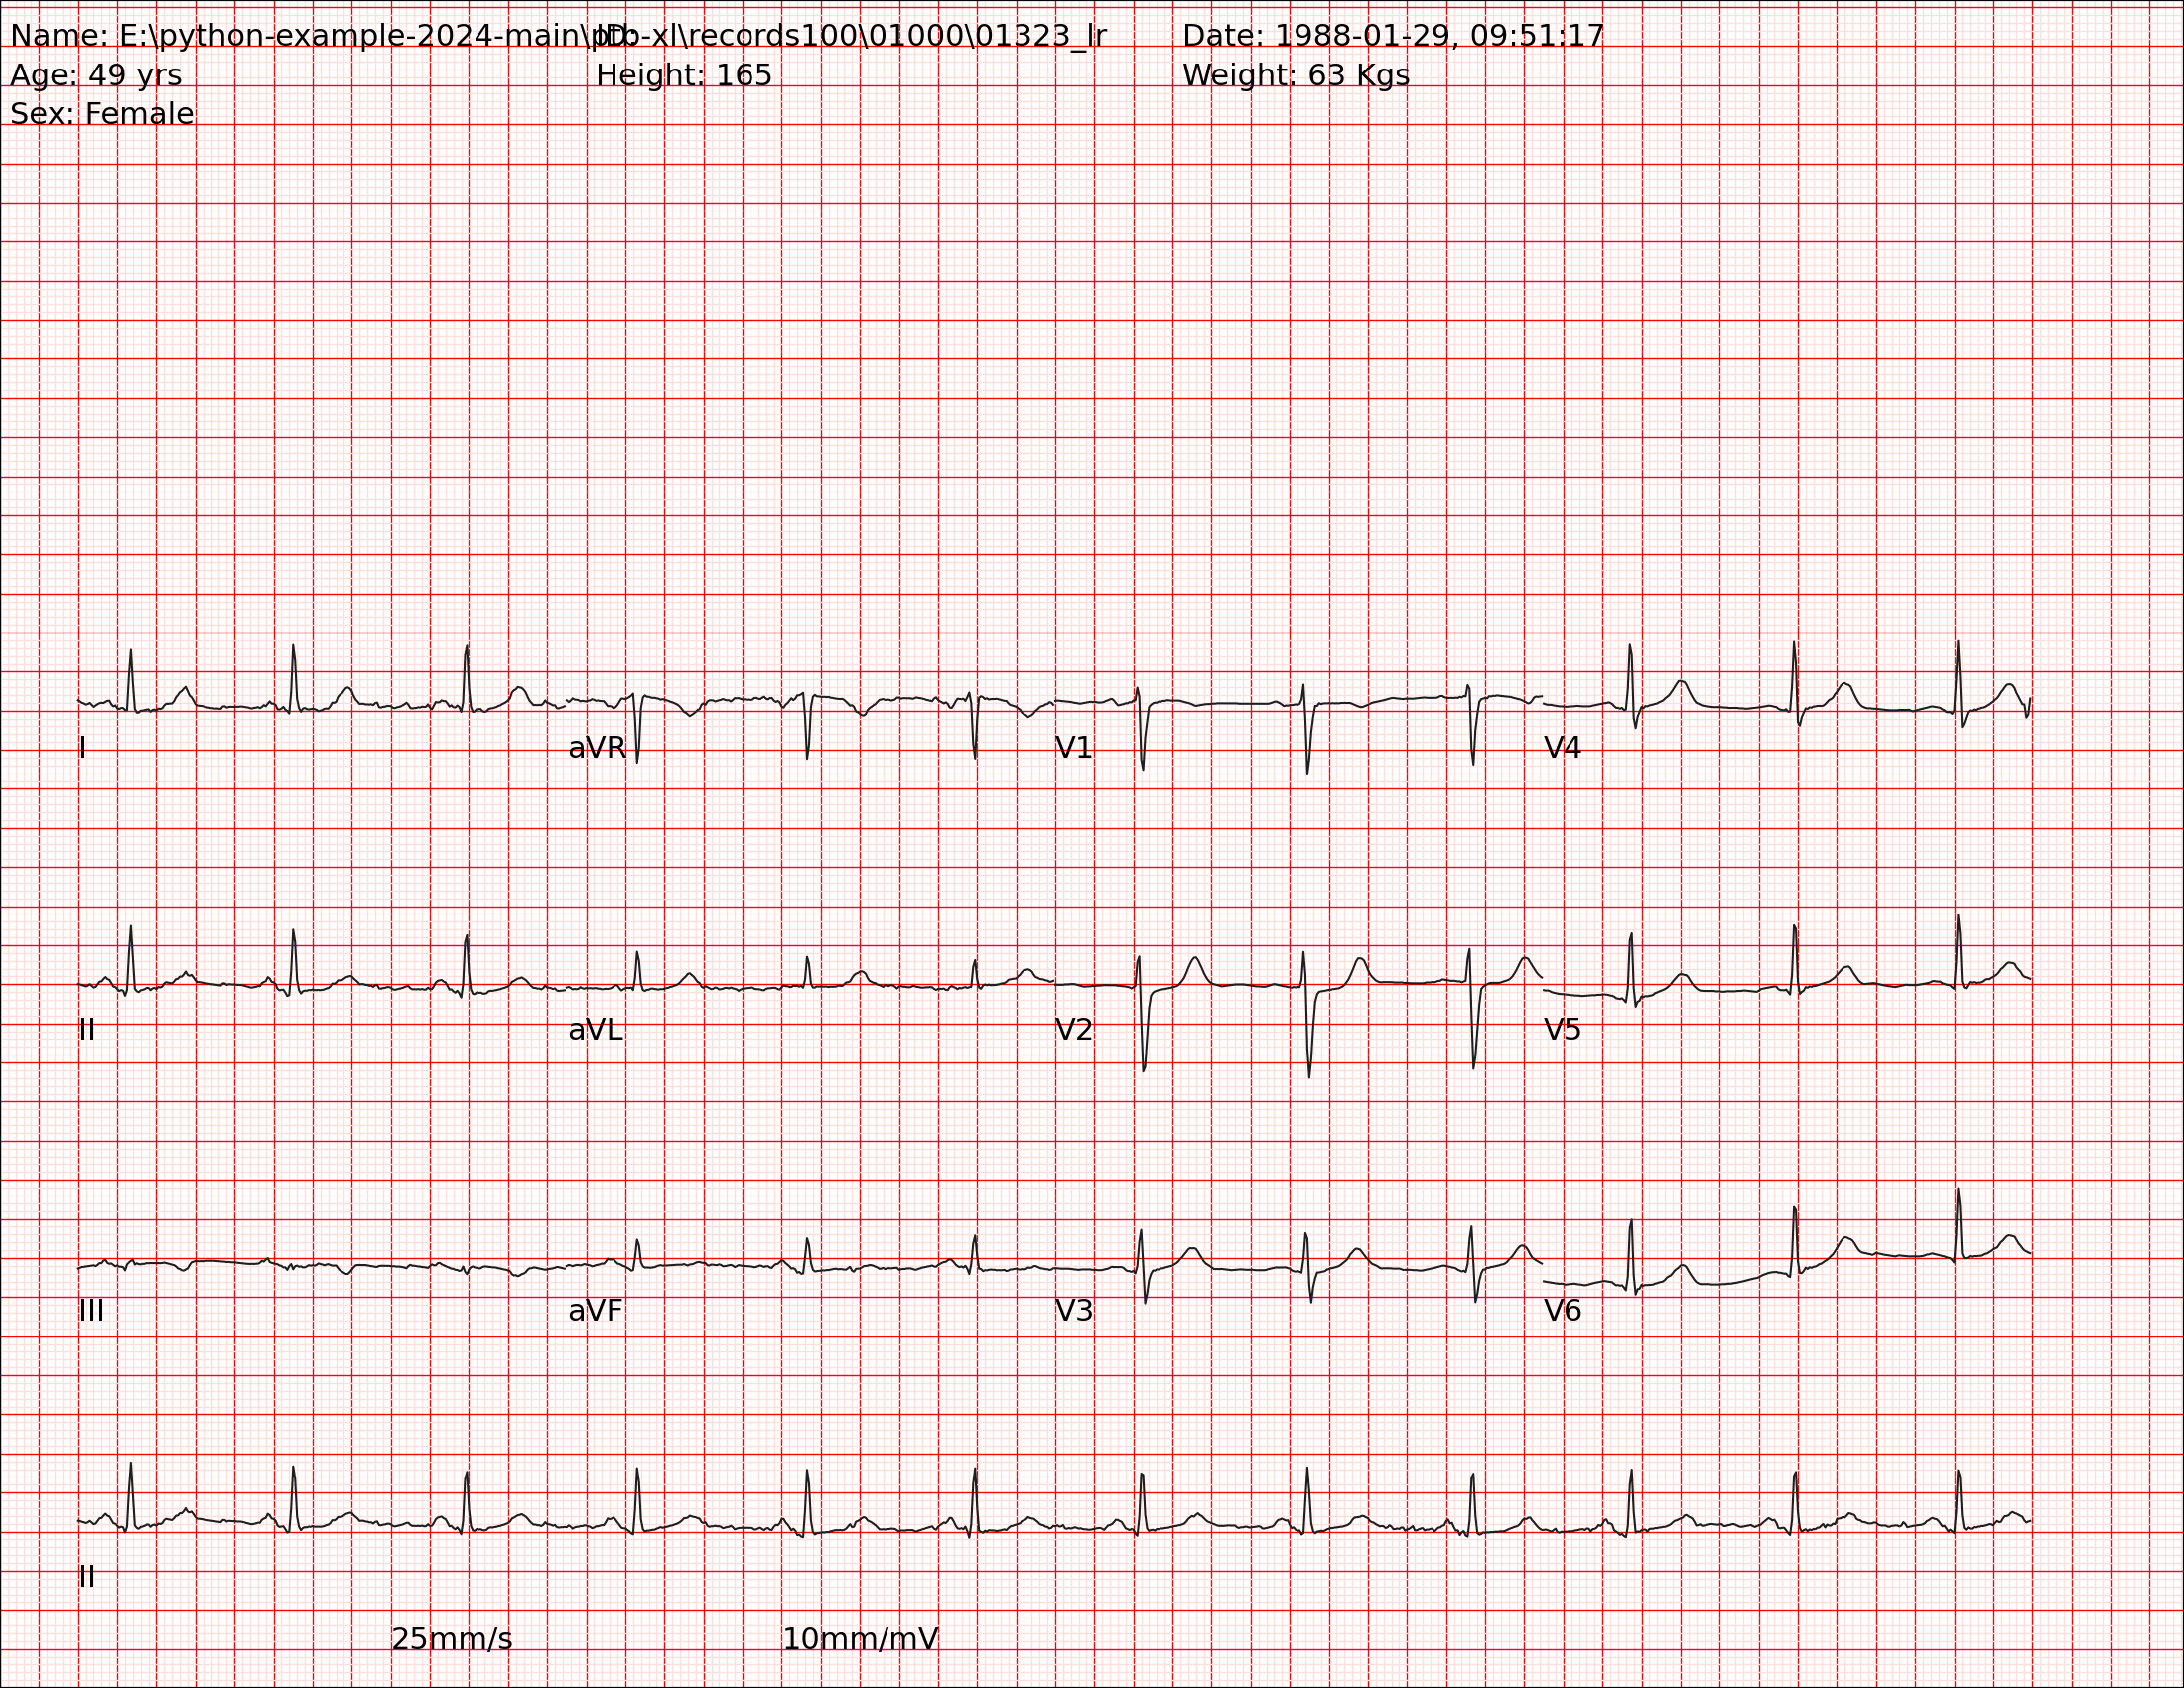 Name: E:\python-example-2024-main\ptb-xl\records100\01000\01323_lr ID: Date: 1988-01-29, 09:51:17
Age: 49 yrs Height: 165 Weight: 63 Kgs
Sex: Female
I aVR V1 V4
II aVL V2 V5
III aVF V3 V6
II
25mm/s 10mm/mV